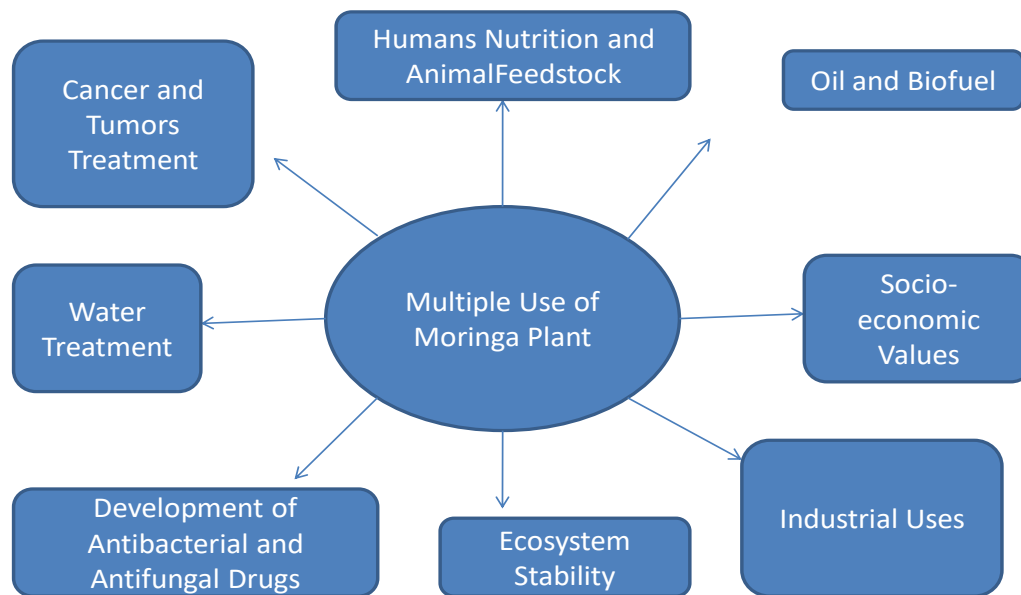 Humans Nutrition and
AnimalFeedstock
Oil and Biofuel
Cancer and
Tumors
Treatment
Multiple Use of
Moringa Plant
Socio-
economic
Values
Water
Treatment
Industrial Uses
Development of
Antibacterial and
Antifungal Drugs
Ecosystem
Stability